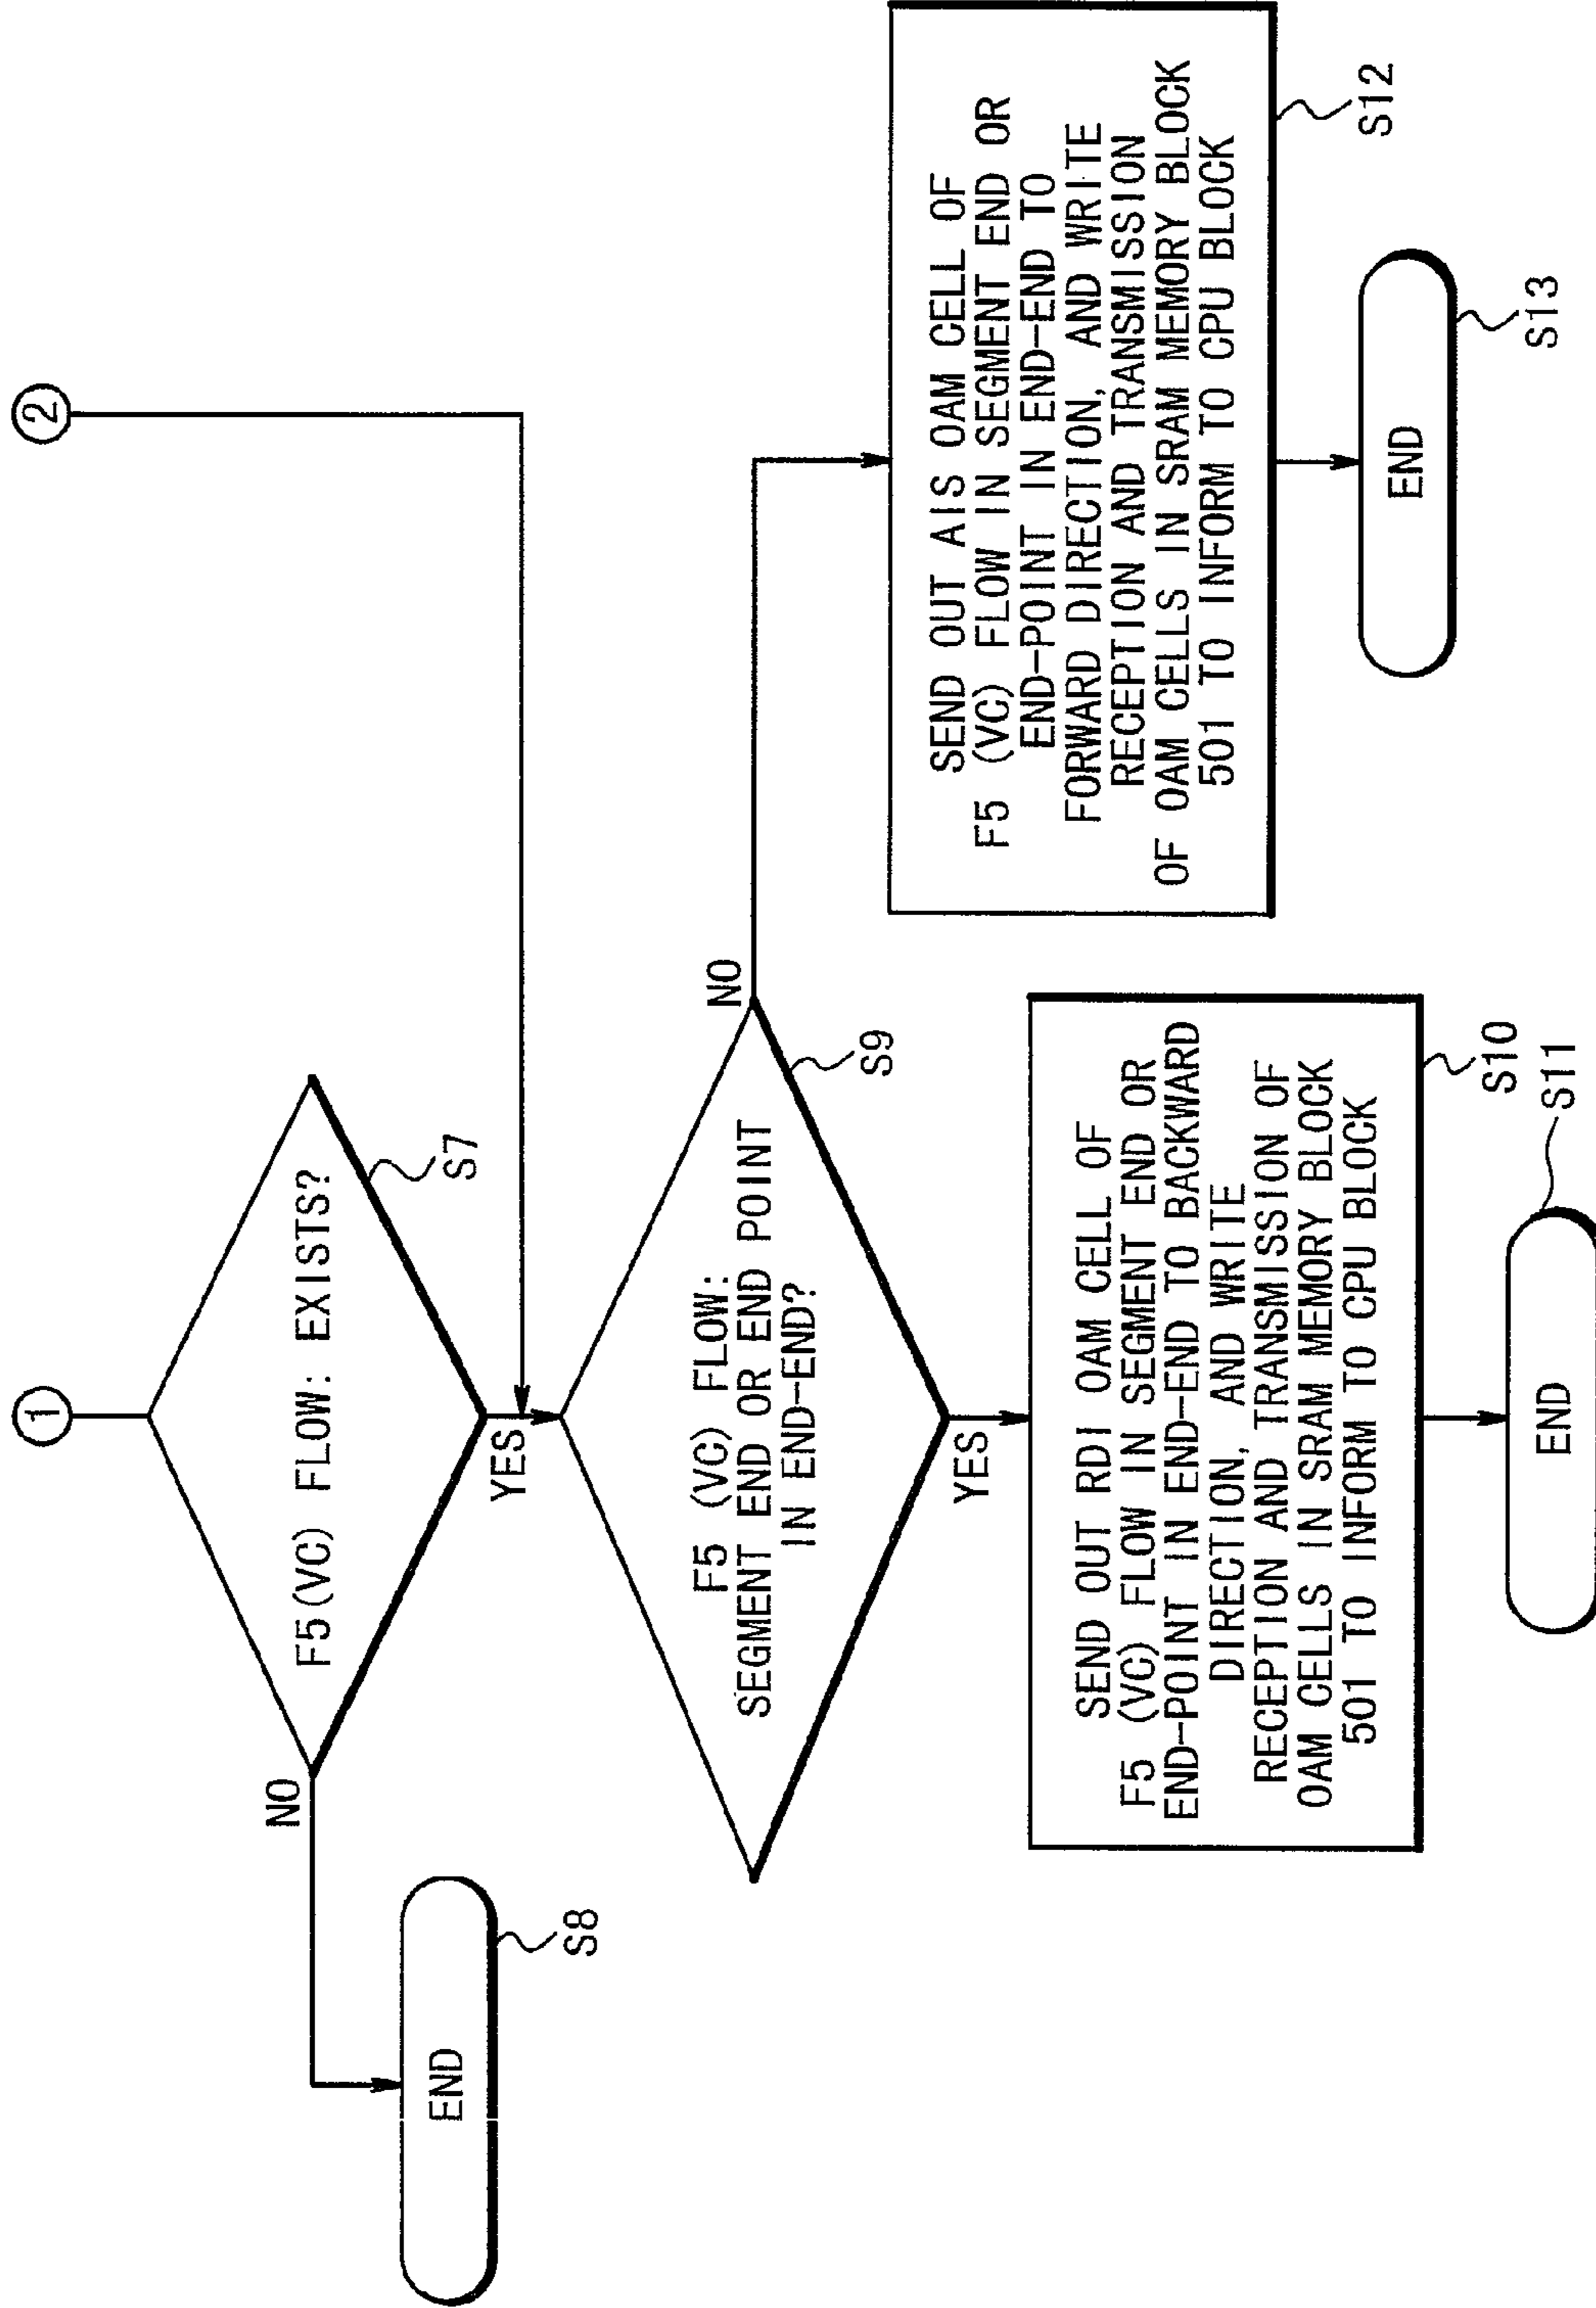 1
2
F5(VC) FLOW: EXISTS?
S7
NO
YES
END
S8
F5 (VC) FLOW:
SEGMENT END OR END POINT
IN END-END?
S9
NO
YES
SEND OUT AIS OAM CELL OF
F5 (VC) FLOW IN SEGMENT END OR
END-POINT IN END-END TO
FORWARD DIRECTION, AND WRITE
RECEPTION AND TRANSMISSION
OF OAM CELLS IN SRAM MEMORY BLOCK
501 TO INFORM TO CPU BLOCK
S12
END
S13
SEND OUT RDI OAM CELL OF
F5 (VC) FLOW IN SEGMENT END OR
END-POINT IN END-END TO BACKWARD
DIRECTION, AND WRITE
RECEPTION AND TRANSMISSION OF
OAM CELLS IN SRAM MEMORY BLOCK
501 TO INFORM TO CPU BLOCK
S10
END
S11